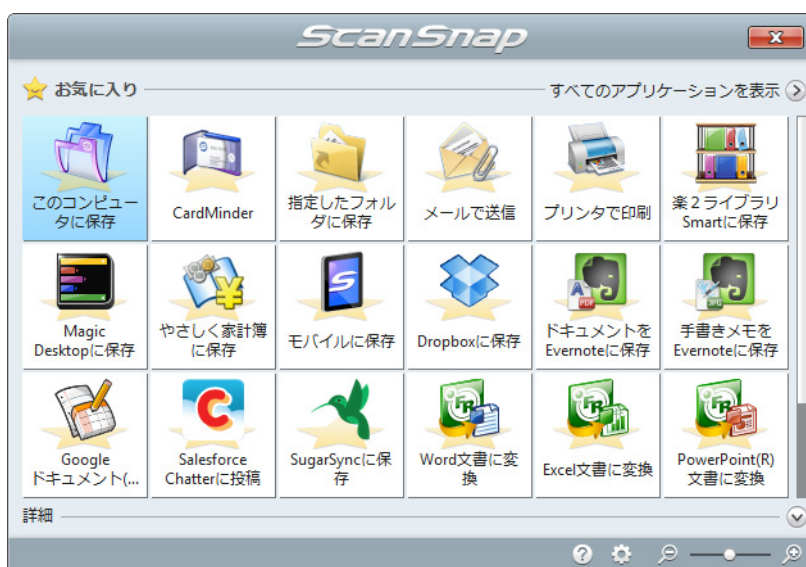 ScanSnap
お気に入り
すべてのアプリケーションを表示
このコンピュー
タに保存
CardMinder
指定したフォル
ダに保存
メールで送信
プリンタで印刷
楽2ライブラリ
Smartに保存
Magic
Desktopに保存
やさしく家計簿
に保存
モバイルに保存
Dropboxに保存
ドキュメントを
Evernoteに保存
手書きメモを
Evernoteに保存
Google
ドキュメント(...
Salesforce
Chatterに投稿
SugarSyncに保
存
Word文書に変
換
Excel文書に変換
PowerPoint(R)
文書に変換
詳細